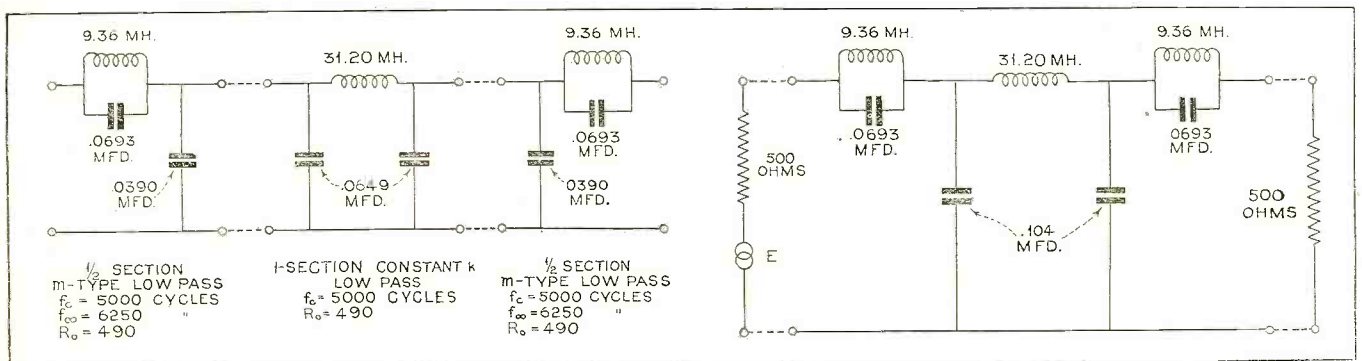 9.36 MH.
.0693
MFD.
.0390
MFD.
½ SECTION
m-TYPE LOW PASS
fc = 5000 CYCLES
f∞ = 6250 "
Ro = 490
31.20 MH.
.0649
MFD.
1-SECTION CONSTANT k
LOW PASS
fc = 5000 CYCLES
Ro = 490
9.36 MH.
.0693
MFD.
.0390
MFD.
½ SECTION
m-TYPE LOW PASS
fc = 5000 CYCLES
f∞ = 6250 "
Ro = 490
500
OHMS
E
9.36 MH.
.0693
MFD.
31.20 MH.
.104
MFD.
9.36 MH.
.0693
MFD.
500
OHMS